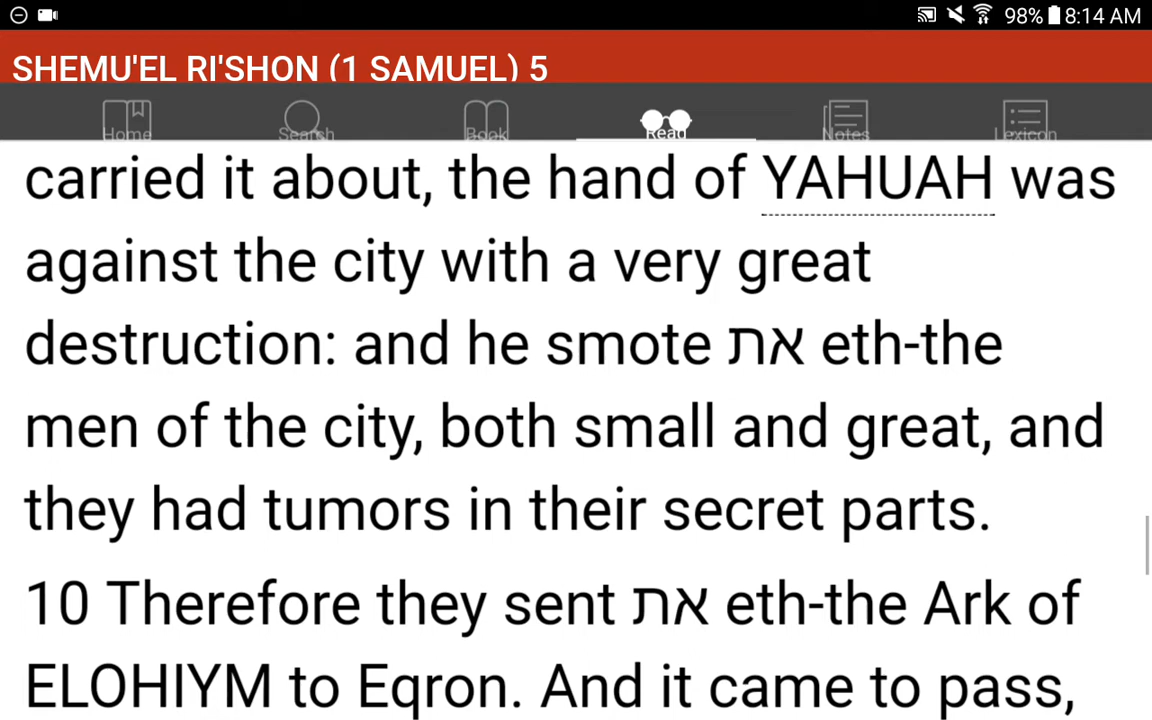 98% 8:14 AM
SHEMU'EL RI'SHON (1 SAMUEL) 5
Home Search Book Read Notes Lexicon
carried it about, the hand of YAHUAH was
against the city with a very great
destruction: and he smote את eth-the
men of the city, both small and great, and
they had tumors in their secret parts.
10 Therefore they sent את eth-the Ark of
ELOHIYM to Eqron. And it came to pass,